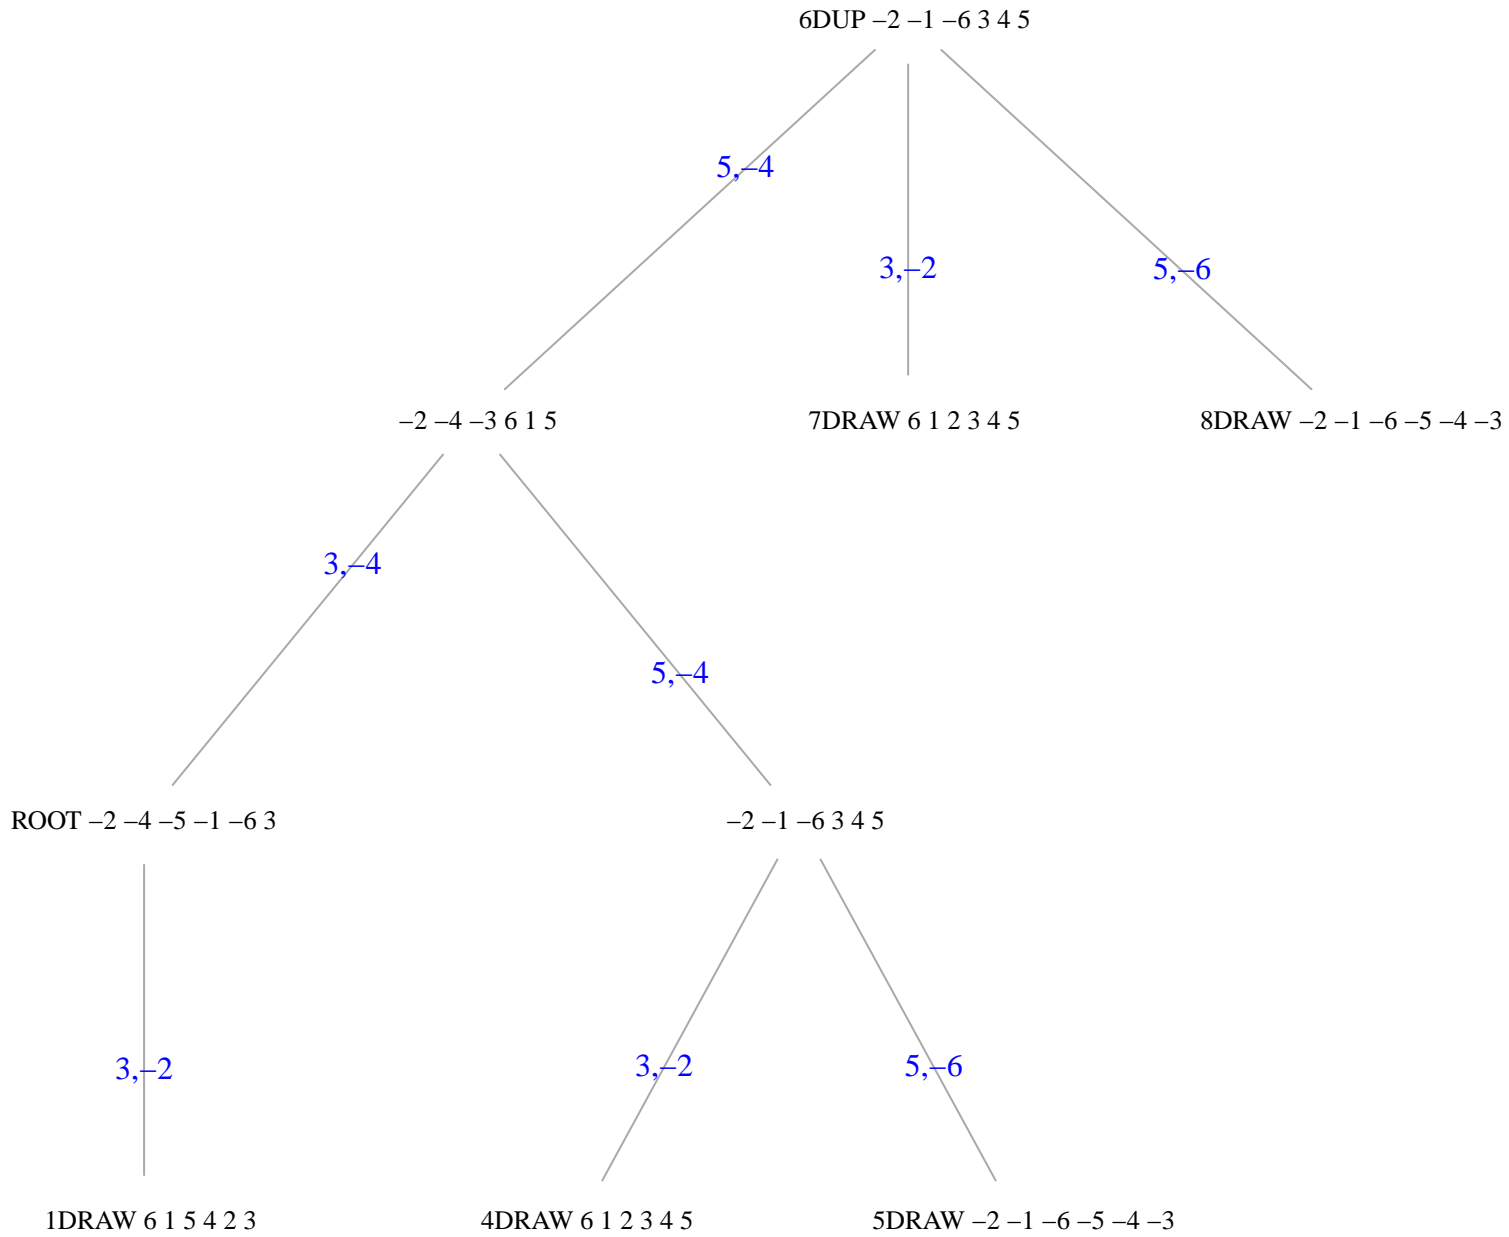 6DUP –2 –1 –6 3 4 5
5,–4
3,–2
5,–6
–2 –4 –3 6 1 5
7DRAW 6 1 2 3 4 5
8DRAW –2 –1 –6 –5 –4 –3
3,–4
5,–4
ROOT –2 –4 –5 –1 –6 3
–2 –1 –6 3 4 5
3,–2
3,–2
5,–6
1DRAW 6 1 5 4 2 3
4DRAW 6 1 2 3 4 5
5DRAW –2 –1 –6 –5 –4 –3